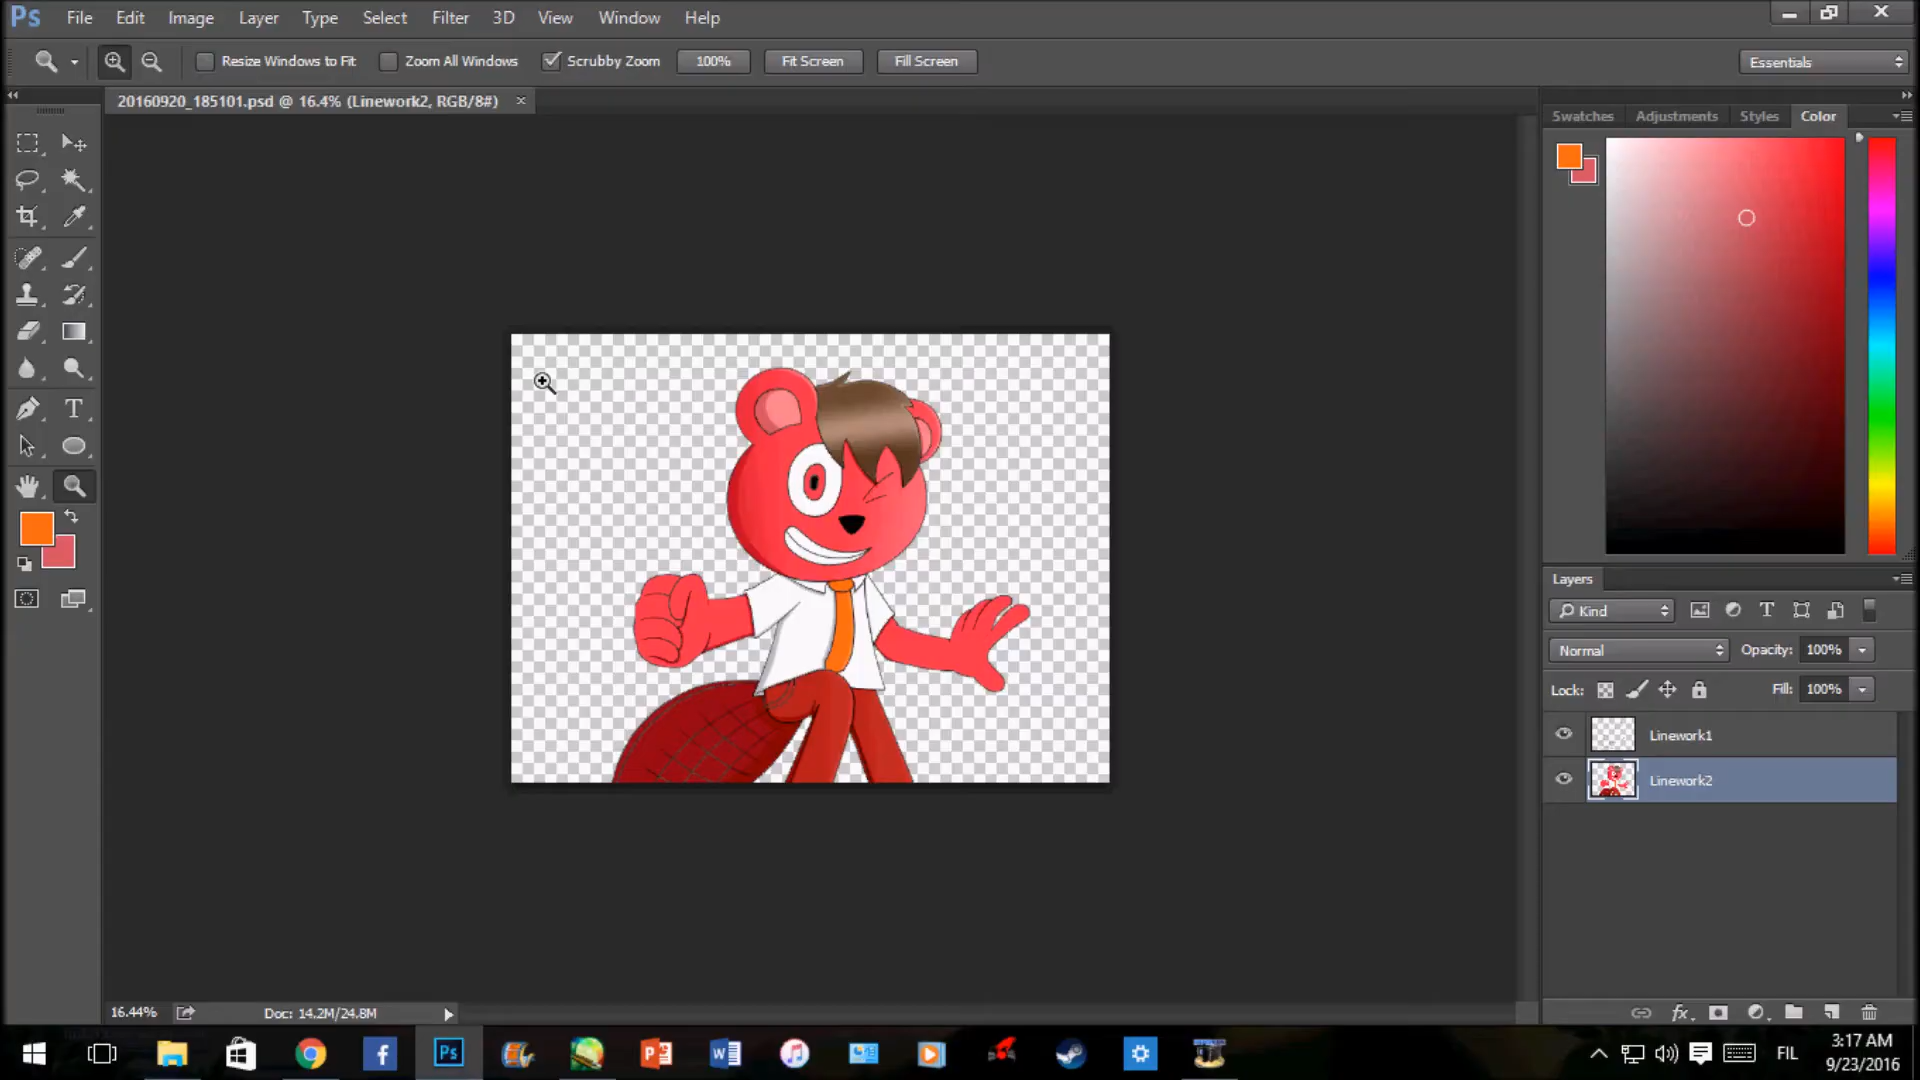 Ps File Edit Image Layer Type Select Filter 3D View Window Help
Resize Windows to Fit Zoom All Windows Scrubby Zoom 100% Fit Screen Fill Screen Essentials
20160920_185101.psd @ 16.4% (Linework2, RGB/8#) ×
Swatches Adjustments Styles Color
T
Layers
Kind T
Normal Opacity: 100%
Lock: Fill: 100%
Linework1
Linework2
16.44% Doc: 14.2M/24.8M
fx
Ps FIL 3:17 AM
9/23/2016